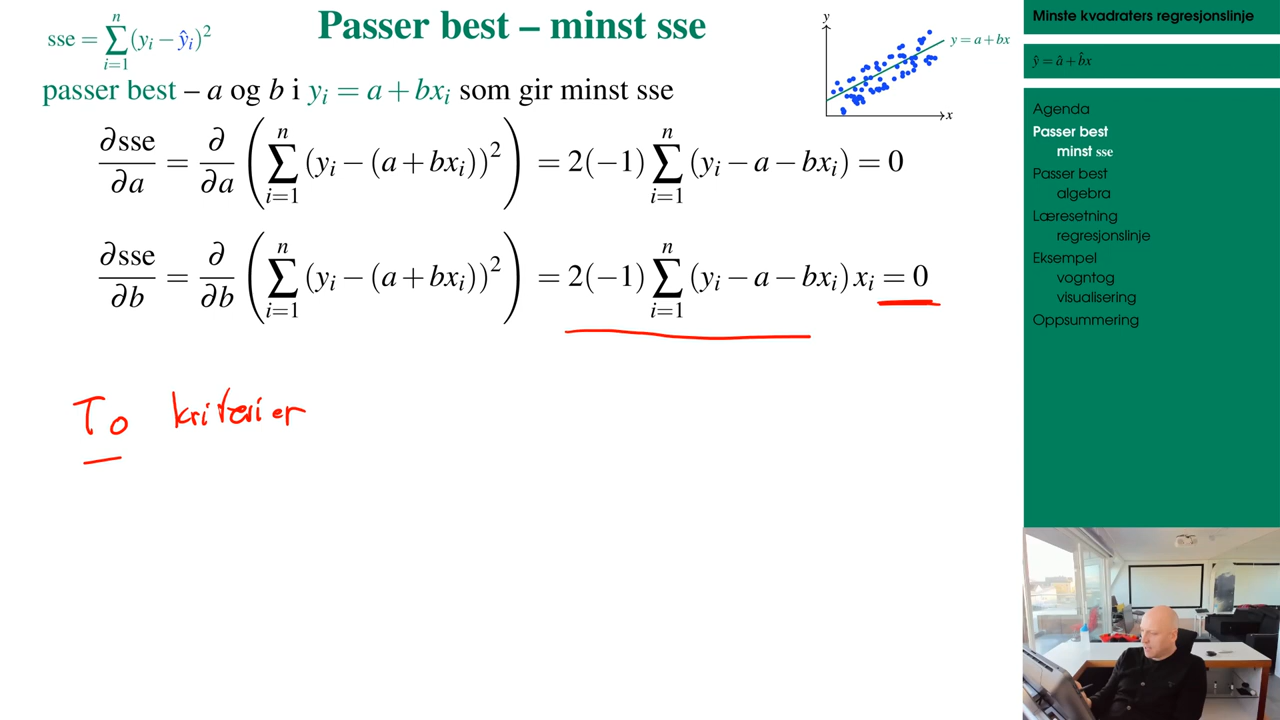 sse = ∑_{i=1}^{n} (y_i − ŷ_i)²
Passer best – minst sse
passer best – a og b i y_i = a + bx_i som gir minst sse
y
y = a + bx
x
∂sse/∂a = ∂/∂a ( ∑_{i=1}^{n} (y_i − (a + bx_i))² ) = 2(−1) ∑_{i=1}^{n} (y_i − a − bx_i) = 0
∂sse/∂b = ∂/∂b ( ∑_{i=1}^{n} (y_i − (a + bx_i))² ) = 2(−1) ∑_{i=1}^{n} (y_i − a − bx_i) x_i = 0
To kriterier
Minste kvadraters regresjonslinje
ŷ = â + b̂x
Agenda
Passer best
minst sse
Passer best
algebra
Læresetning
regresjonslinje
Eksempel
vogntog
visualisering
Oppsummering